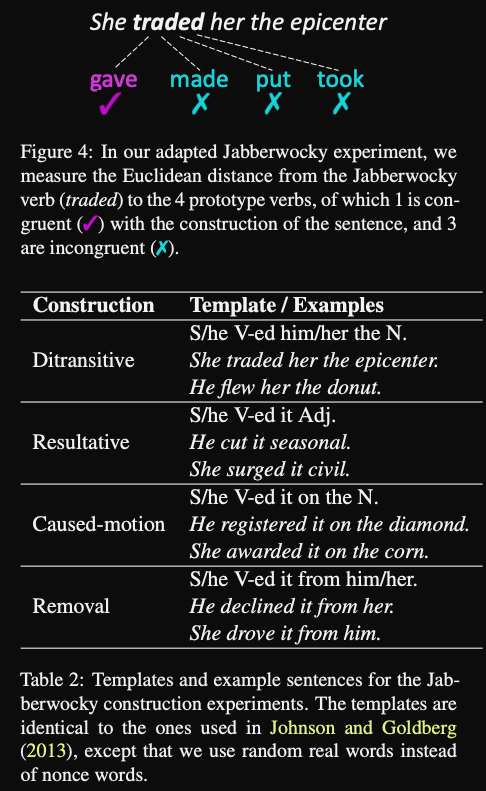 She traded her the epicenter
gave made put took
✓ ✗ ✗ ✗
Figure 4: In our adapted Jabberwocky experiment, we
measure the Euclidean distance from the Jabberwocky
verb (traded) to the 4 prototype verbs, of which 1 is con-
gruent (✓) with the construction of the sentence, and 3
are incongruent (✗).
Construction Template / Examples
S/he V-ed him/her the N.
Ditransitive She traded her the epicenter.
He flew her the donut.
S/he V-ed it Adj.
Resultative He cut it seasonal.
She surged it civil.
S/he V-ed it on the N.
Caused-motion He registered it on the diamond.
She awarded it on the corn.
S/he V-ed it from him/her.
Removal He declined it from her.
She drove it from him.
Table 2: Templates and example sentences for the Jab-
berwocky construction experiments. The templates are
identical to the ones used in Johnson and Goldberg
(2013), except that we use random real words instead
of nonce words.